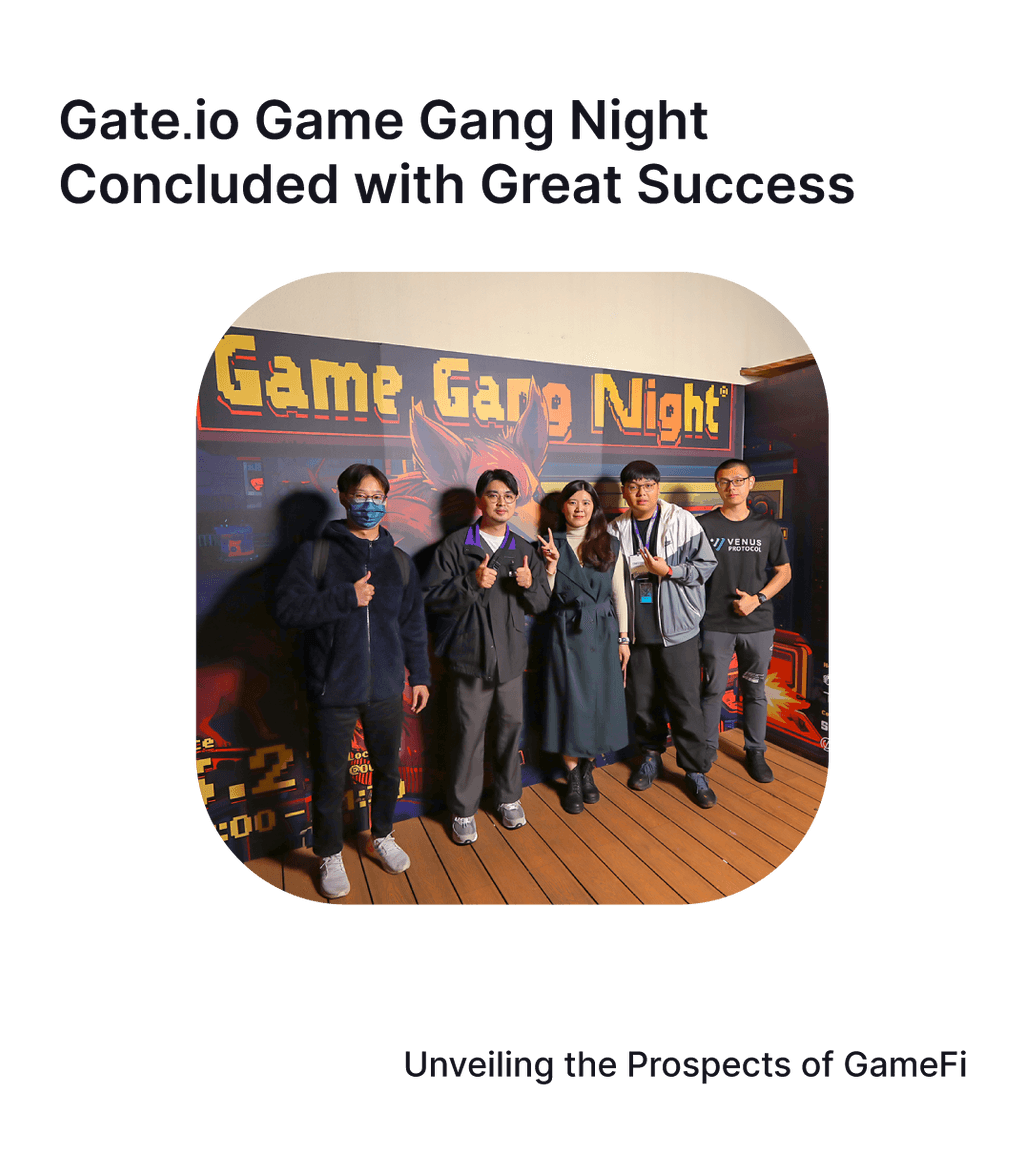 Gate.io Game Gang Night
Concluded with Great Success
Game Gang Night
VENUS
PROTOCOL
:00
Unveiling the Prospects of GameFi